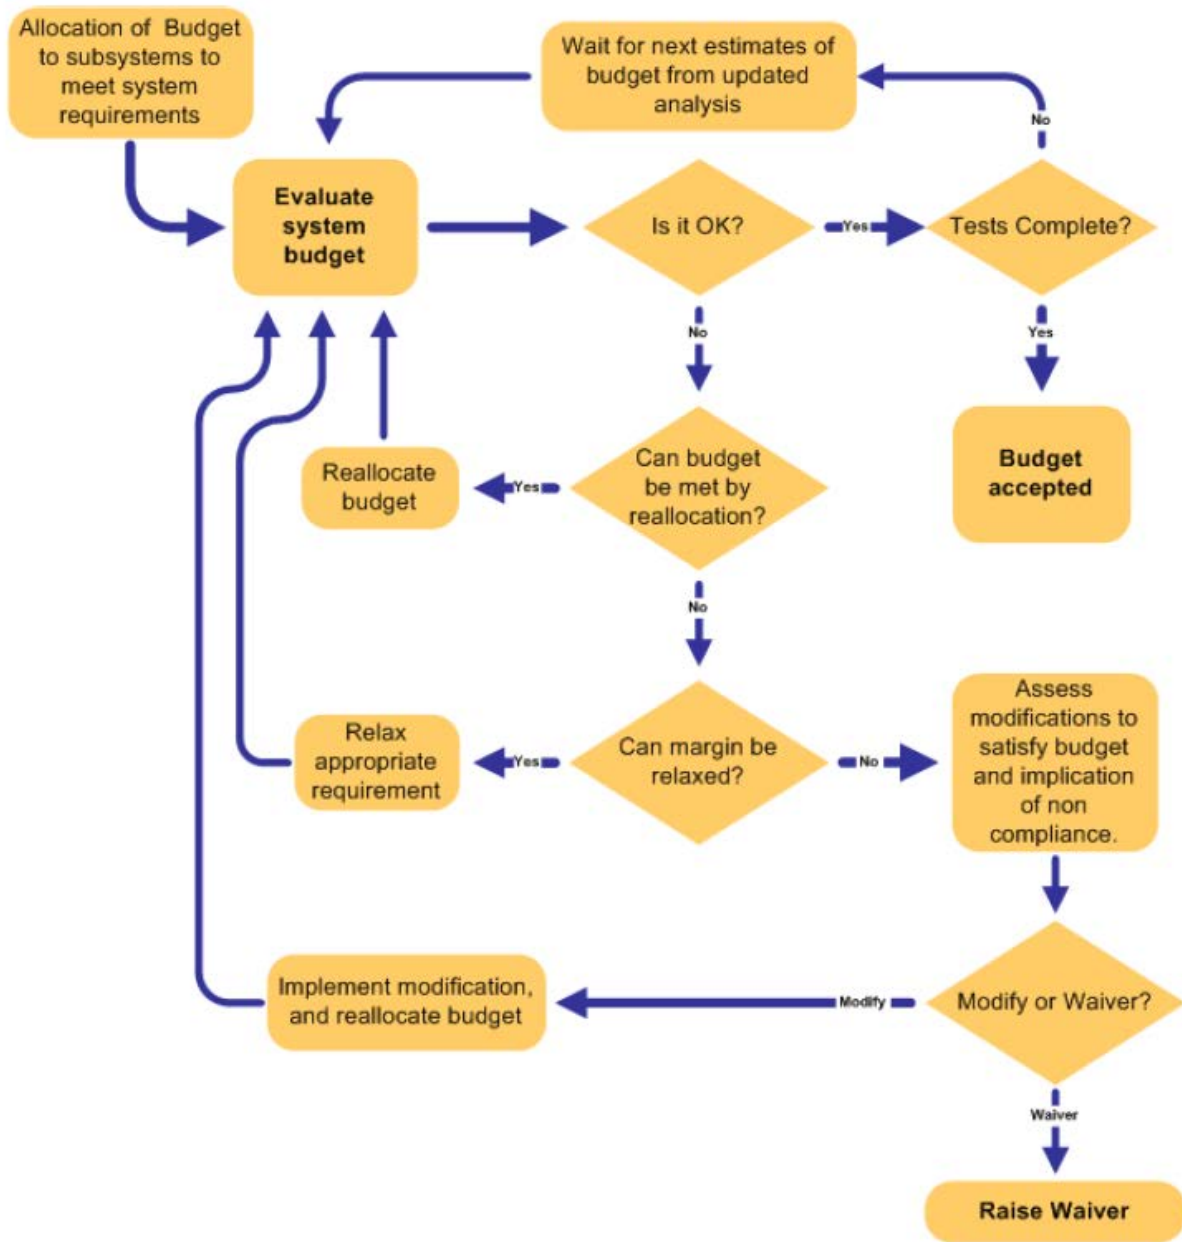 Allocation of Budget
to subsystems to
meet system
requirements
Wait for next estimates of
budget from updated
analysis
No
Evaluate
system
budget
Is it OK?
Yes
Tests Complete?
No
Yes
Reallocate
budget
Yes
Can budget
be met by
reallocation?
Budget
accepted
No
Relax
appropriate
requirement
Yes
Can margin be
relaxed?
No
Assess
modifications to
satisfy budget
and implication
of non
compliance.
Implement modification,
and reallocate budget
Modify
Modify or Waiver?
Waiver
Raise Waiver